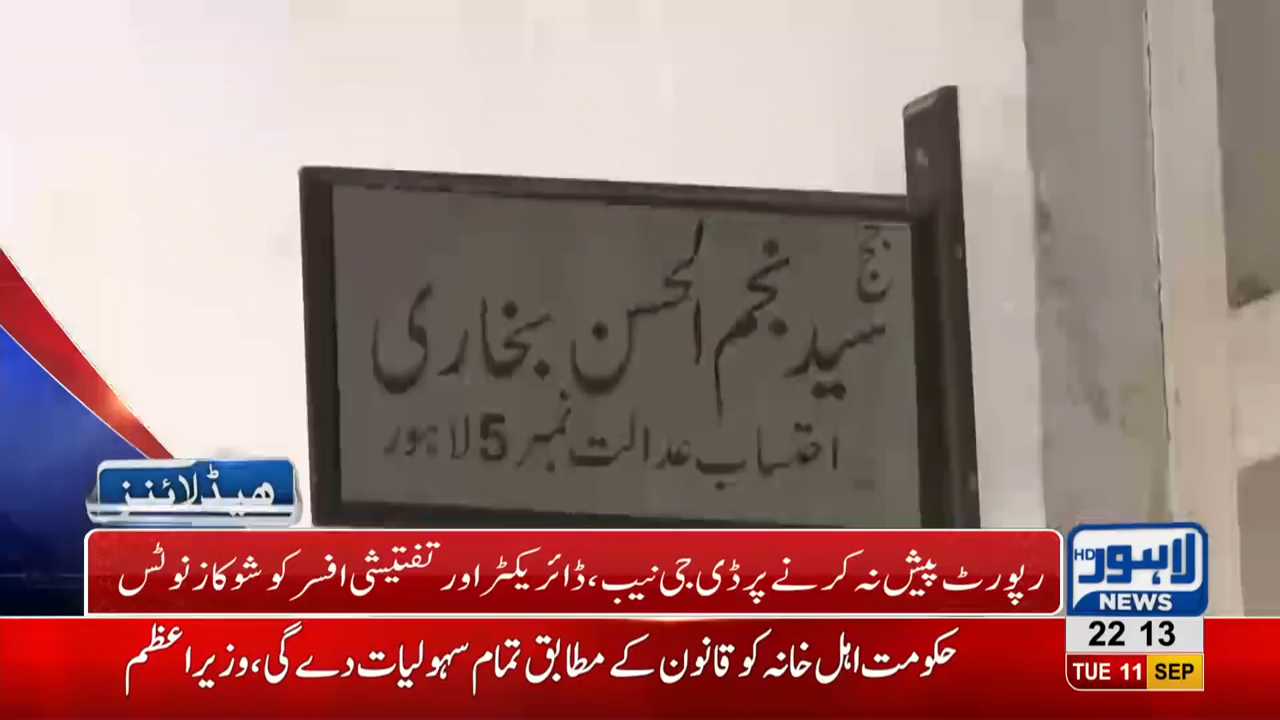 جج
سید نجم الحسن بخاری
احتساب عدالت نمبر 5 لاہور
ھیڈلائنز
رپورٹ پیش نہ کرنے پر ڈی جی نیب، ڈائریکٹر اور تفتیشی افسر کو شوکاز نوٹس
لاہور HD
NEWS
22 13
حکومت اہل خانہ کو قانون کے مطابق تمام سہولیات دے گی، وزیراعظم
TUE 11 SEP